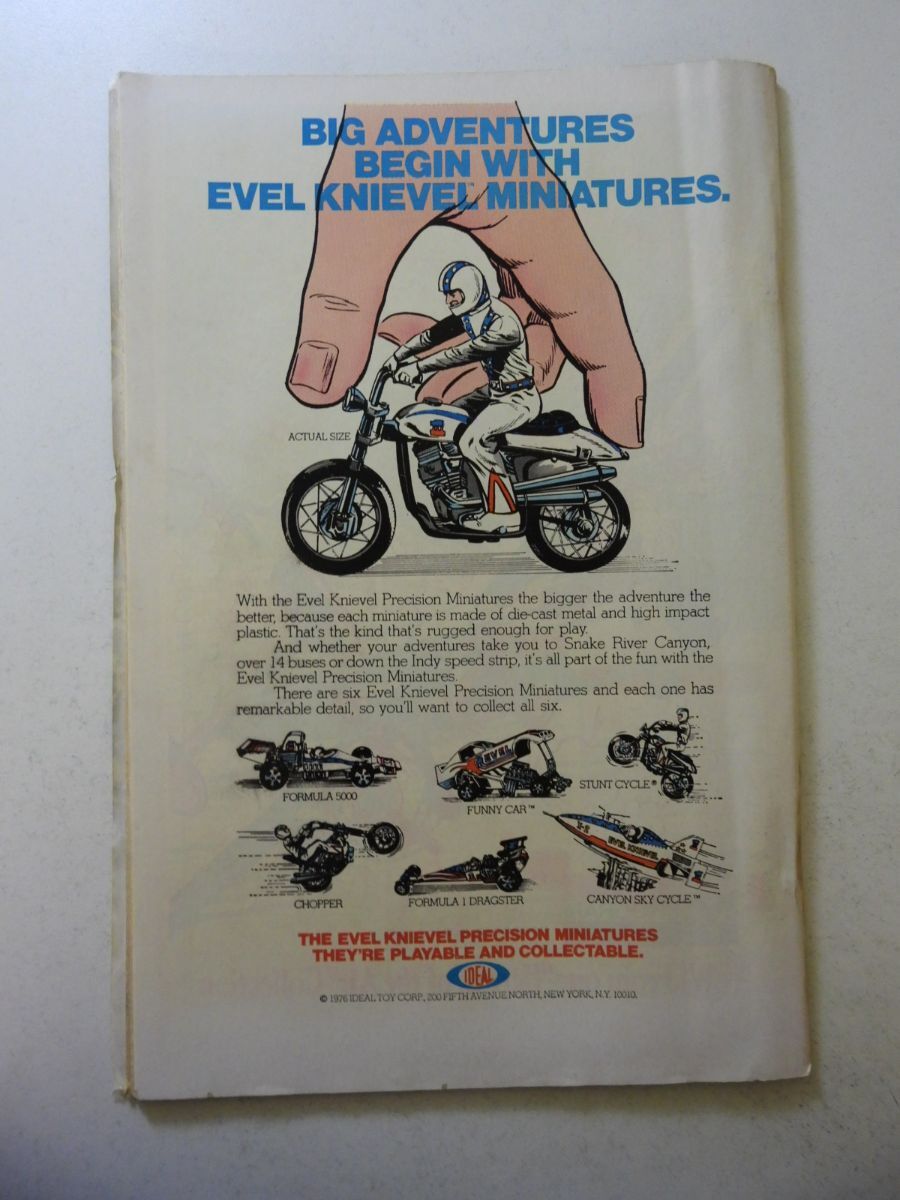 BIG ADVENTURES
BEGIN WITH
EVEL KNIEVEL MINIATURES.
ACTUAL SIZE
With the Evel Knievel Precision Miniatures the bigger the adventure the
better, because each miniature is made of die-cast metal and high impact
plastic. That's the kind that's rugged enough for play.
And whether your adventures take you to Snake River Canyon,
over 14 buses or down the Indy speed strip, it's all part of the fun with the
Evel Knievel Precision Miniatures.
There are six Evel Knievel Precision Miniatures and each one has
remarkable detail, so you'll want to collect all six.
EVEL
EVEL KNIEVEL
FORMULA 5000
FUNNY CAR™
STUNT CYCLE®
CHOPPER
FORMULA 1 DRAGSTER
CANYON SKY CYCLE™
THE EVEL KNIEVEL PRECISION MINIATURES
THEY'RE PLAYABLE AND COLLECTABLE.
IDEAL
© 1976 IDEAL TOY CORP., 200 FIFTH AVENUE NORTH, NEW YORK, N.Y. 10010.